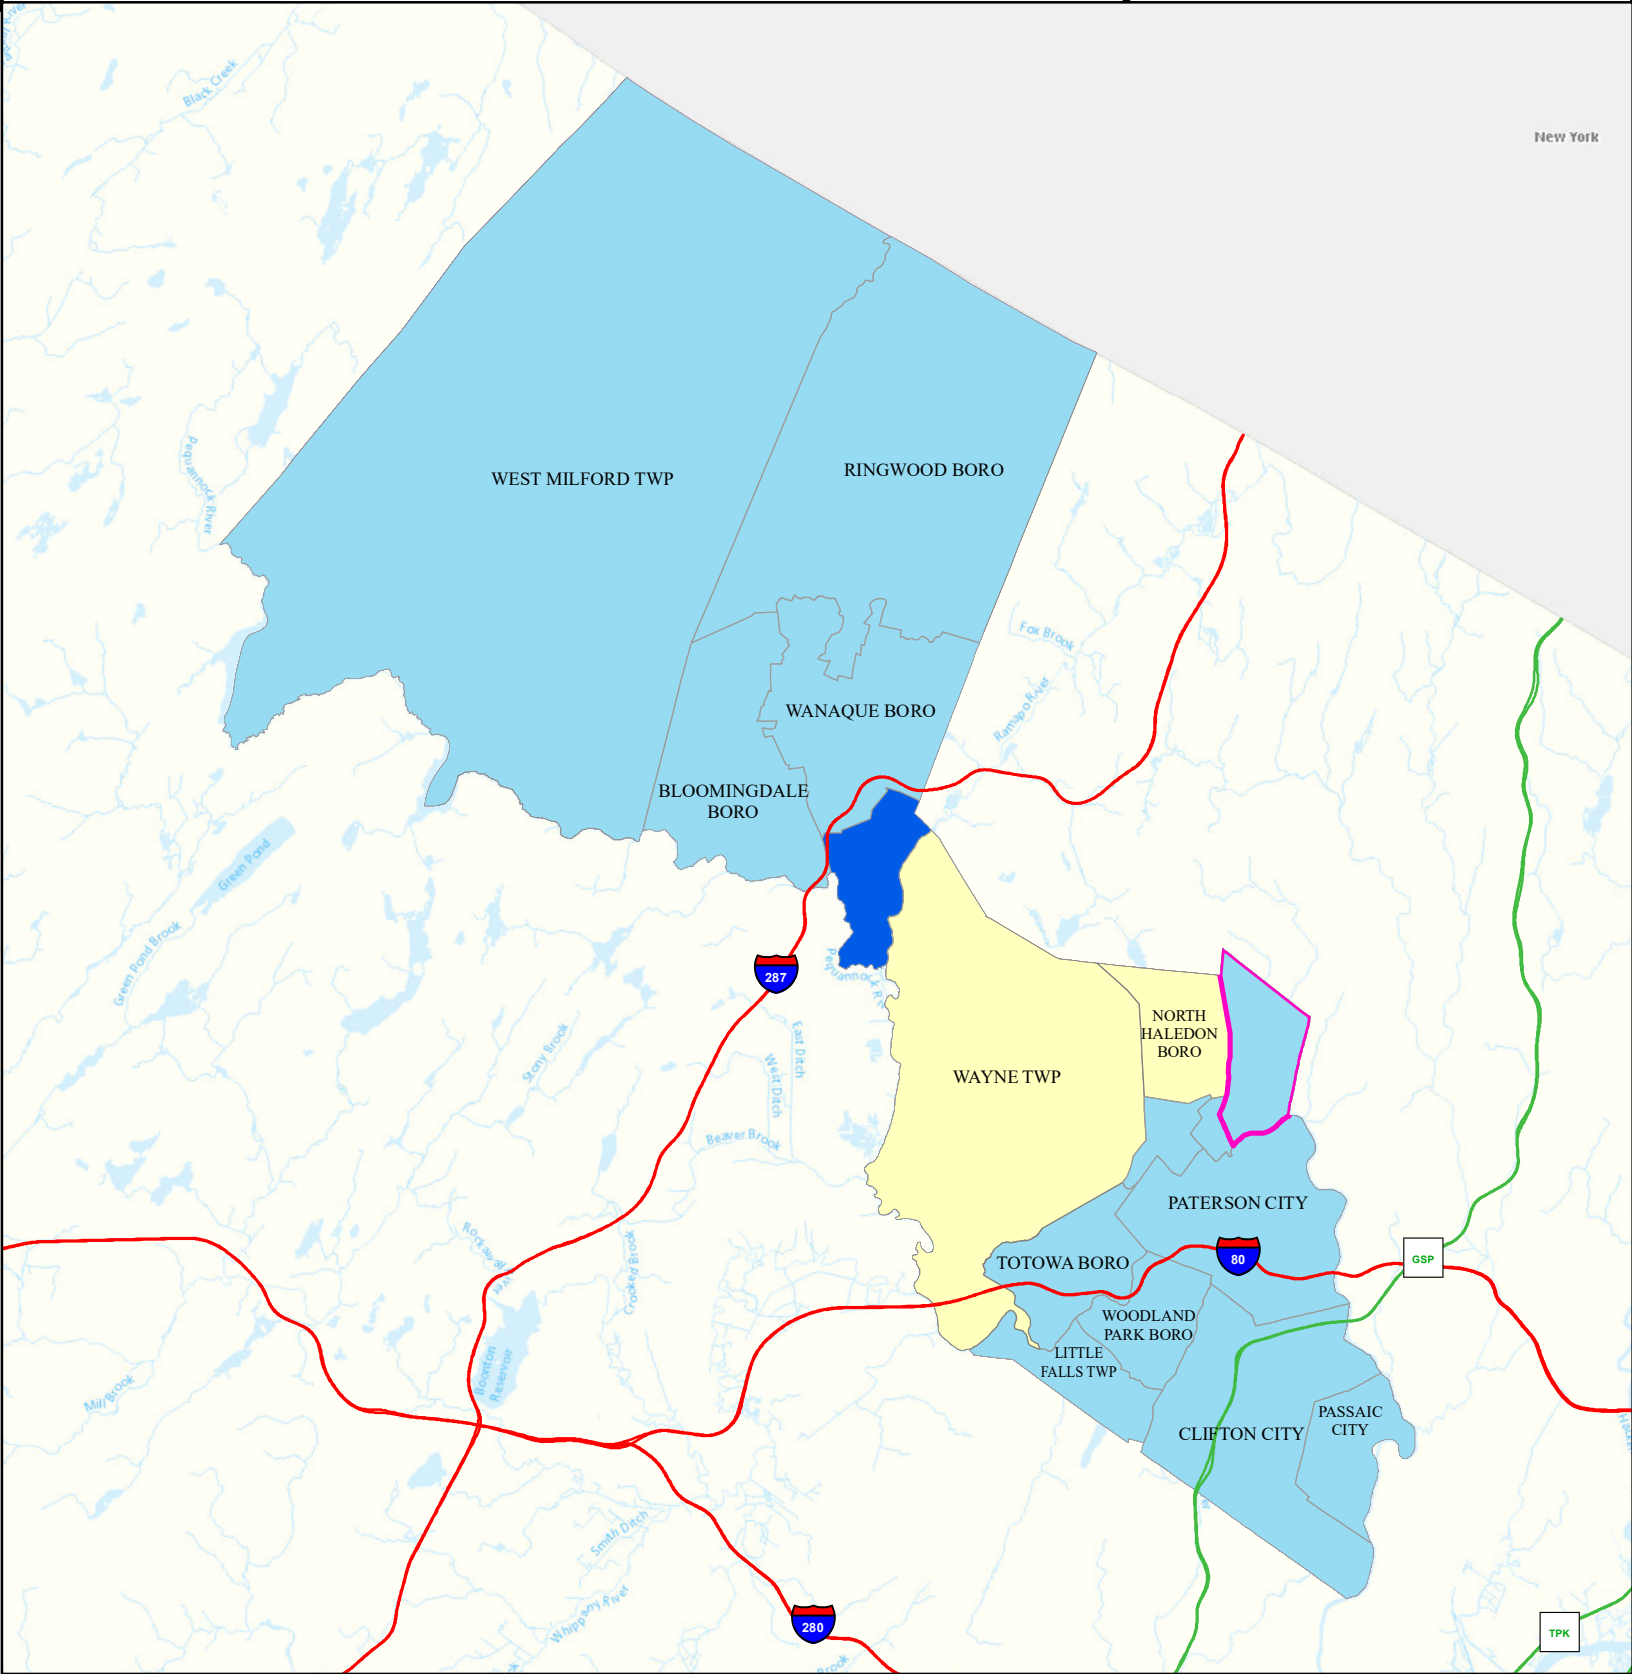 Black Creek
New York
Pequannock River
WEST MILFORD TWP
RINGWOOD BORO
Fox Brook
Ramapo River
WANAQUE BORO
BLOOMINGDALE
BORO
Green Pond
Green Pond Brook
287
NORTH
HALEDON
BORO
Stony Brook
East Ditch
West Ditch
WAYNE TWP
Beaver Brook
PATERSON CITY
TOTOWA BORO
80
GSP
Crooked Brook
WOODLAND
PARK BORO
LITTLE
FALLS TWP
Boonton
Reservoir
Mill Brook
PASSAIC
CITY
CLIFTON CITY
Smith Ditch
Whippany River
280
TPK
Brook